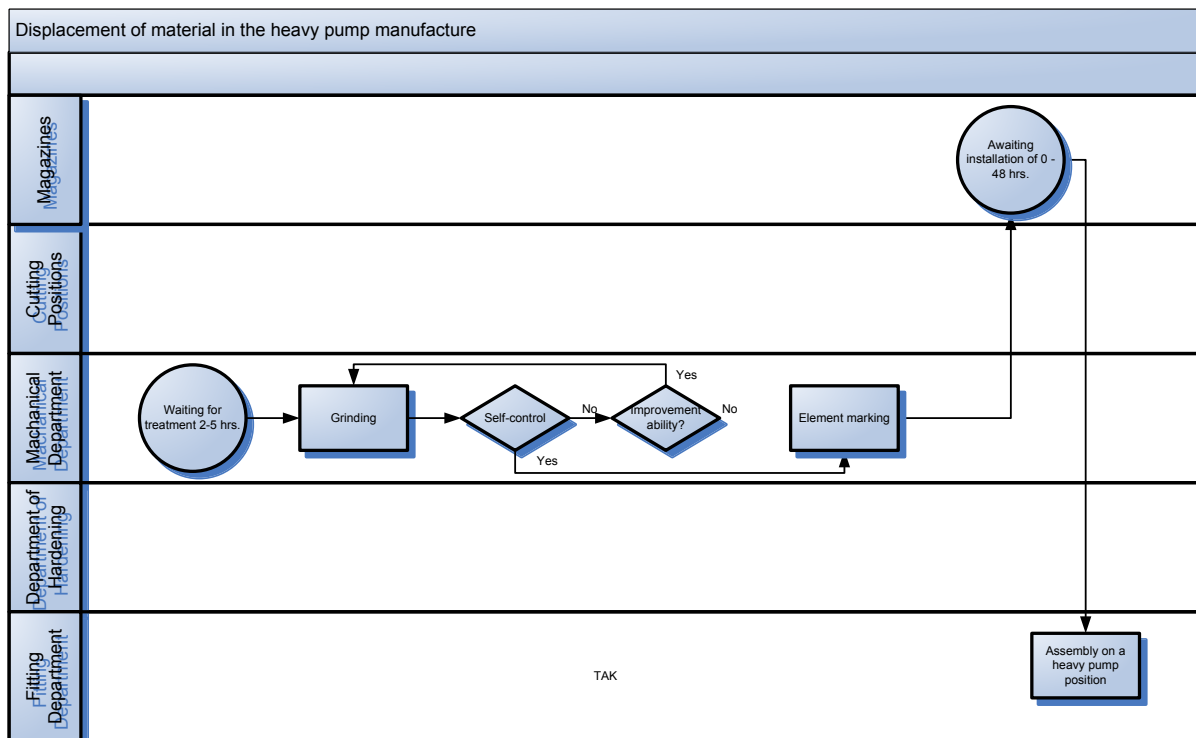 Displacement of material in the heavy pump manufacture
Magazines
Awaiting
installation of 0 -
48 hrs.
Cutting
Positions
Machanical
Department
Waiting for
treatment 2-5 hrs.
Grinding
Self-control
No
Improvement
ability?
Yes
No
Yes
Element marking
Department of
Hardening
Fitting
Department
TAK
Assembly on a
heavy pump
position